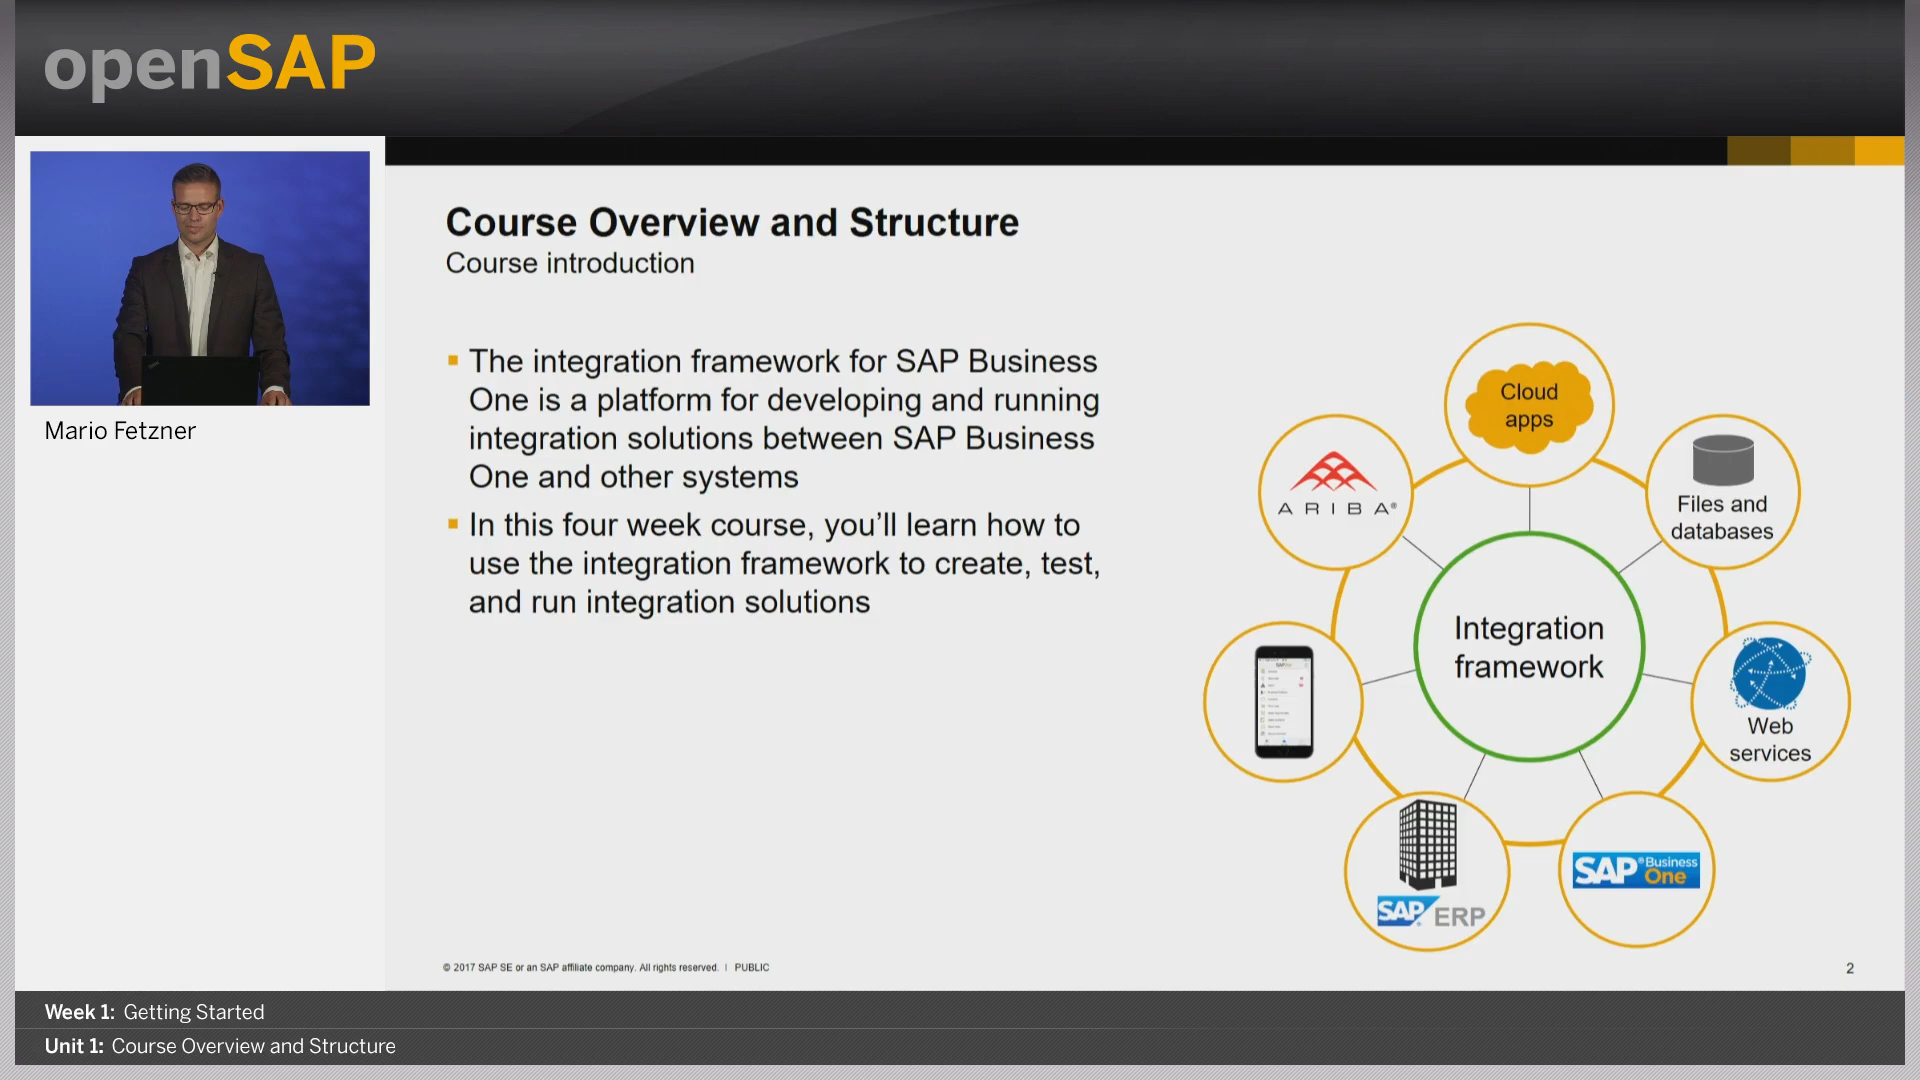 openSAP
Mario Fetzner
Course Overview and Structure
Course introduction
▪ The integration framework for SAP Business
One is a platform for developing and running
integration solutions between SAP Business
One and other systems
▪ In this four week course, you’ll learn how to
use the integration framework to create, test,
and run integration solutions
Cloud
apps
ARIBA®
Files and
databases
Integration
framework
Web
services
SAP® ERP
SAP® Business
One
© 2017 SAP SE or an SAP affiliate company. All rights reserved. | PUBLIC
2
Week 1: Getting Started
Unit 1: Course Overview and Structure